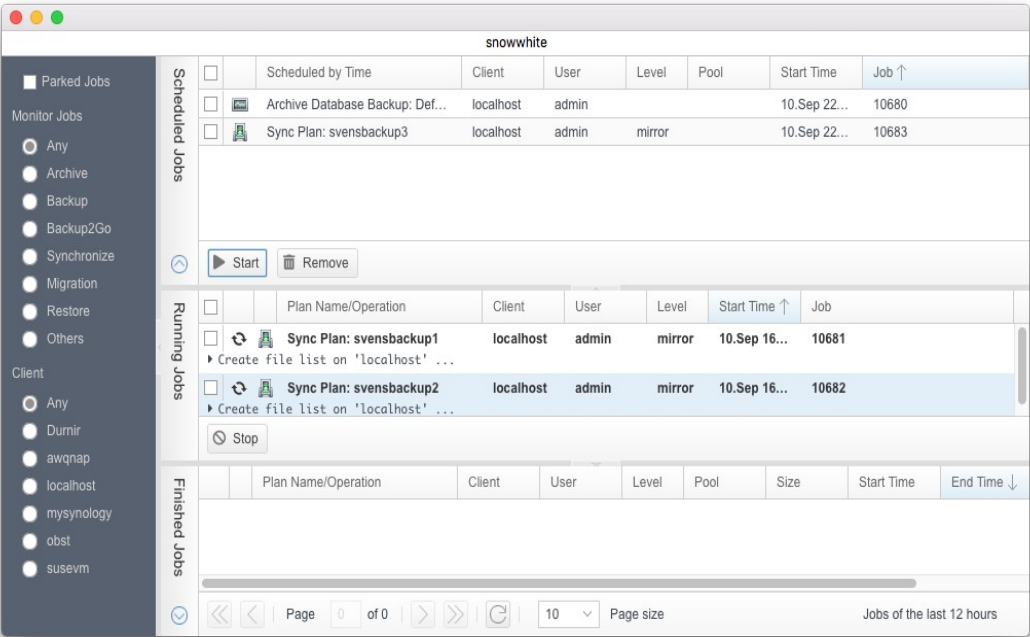 snowwhite
Parked Jobs
Monitor Jobs
Any
Archive
Backup
Backup2Go
Synchronize
Migration
Restore
Others
Client
Any
Durnir
awqnap
localhost
mysynology
obst
susevm
Scheduled Jobs
Scheduled by Time Client User Level Pool Start Time Job ↑
Archive Database Backup: Def... localhost admin 10.Sep 22... 10680
Sync Plan: svensbackup3 localhost admin mirror 10.Sep 22... 10683
Start Remove
Running Jobs
Plan Name/Operation Client User Level Start Time ↑ Job
Sync Plan: svensbackup1 localhost admin mirror 10.Sep 16... 10681
Create file list on 'localhost' ...
Sync Plan: svensbackup2 localhost admin mirror 10.Sep 16... 10682
Create file list on 'localhost' ...
Stop
Finished Jobs
Plan Name/Operation Client User Level Pool Size Start Time End Time ↓
Page 0 of 0 10 Page size Jobs of the last 12 hours